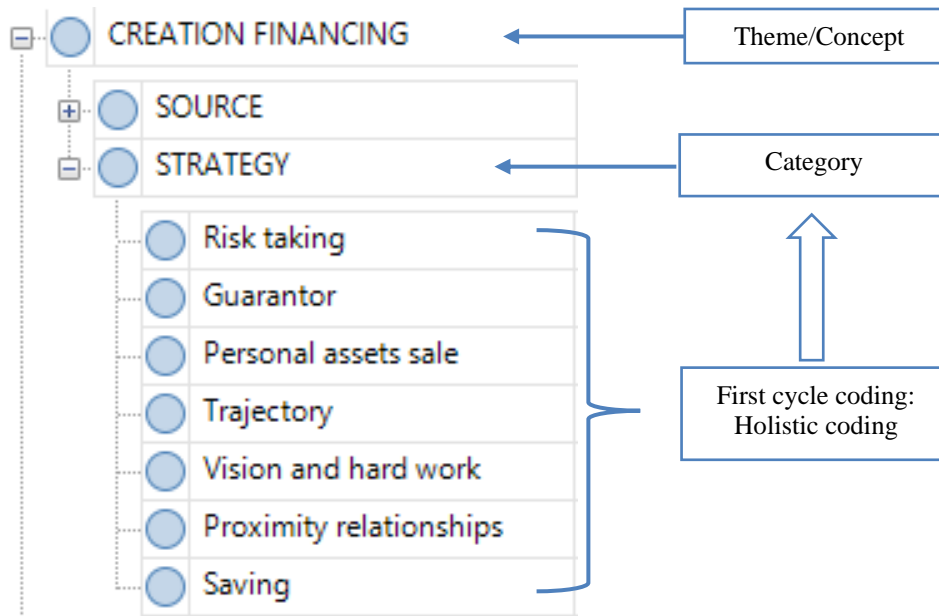 CREATION FINANCING
Theme/Concept
SOURCE
STRATEGY
Category
Risk taking
Guarantor
Personal assets sale
Trajectory
Vision and hard work
Proximity relationships
Saving
First cycle coding:
Holistic coding